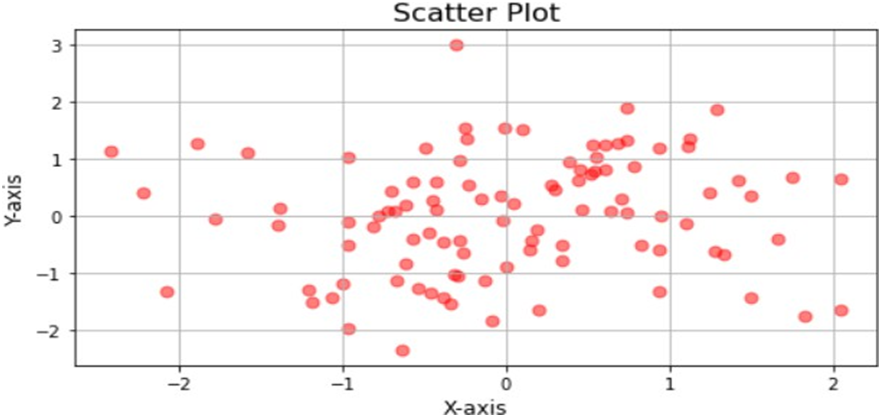 Scatter Plot
3
2
1
0
−1
−2
Y-axis
−2 −1 0 1 2
X-axis